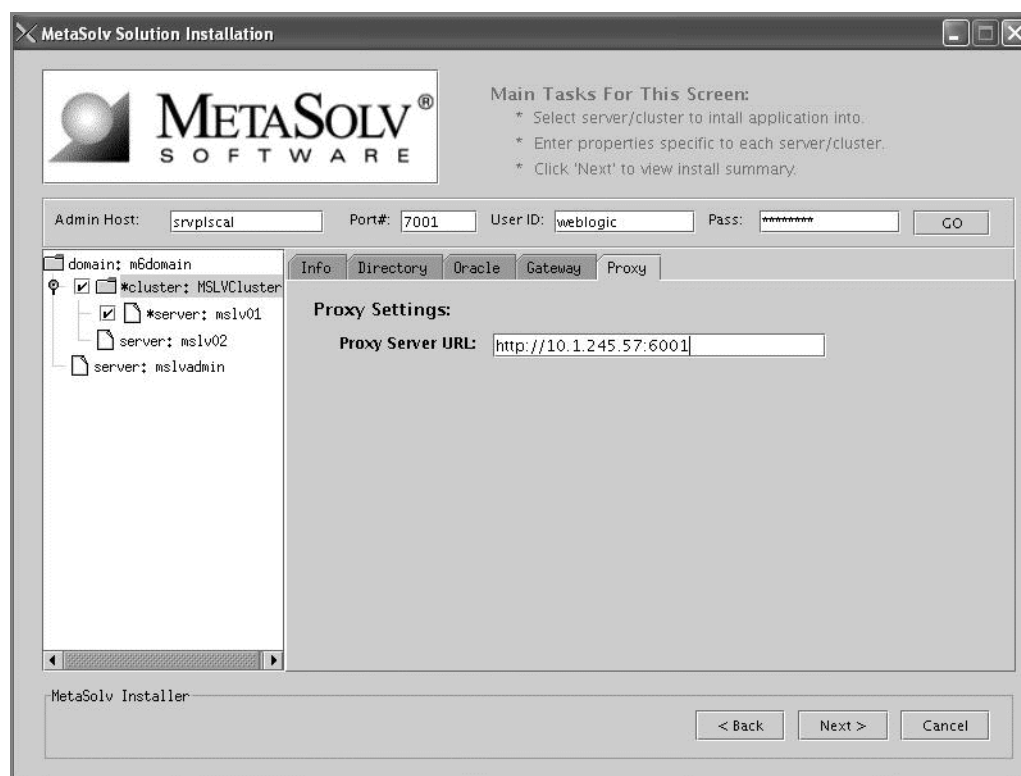 MetaSolv Solution Installation
METASOLV®
SOFTWARE
Main Tasks For This Screen:
* Select server/cluster to intall application into.
* Enter properties specific to each server/cluster.
* Click 'Next' to view install summary.
Admin Host: srvplscal Port#: 7001 User ID: weblogic Pass: ******** GO
domain: m6domain
*cluster: MSLVCluster
*server: mslv01
server: mslv02
server: mslvadmin
Info Directory Oracle Gateway Proxy
Proxy Settings:
Proxy Server URL: http://10.1.245.57:6001
MetaSolv Installer
< Back Next > Cancel